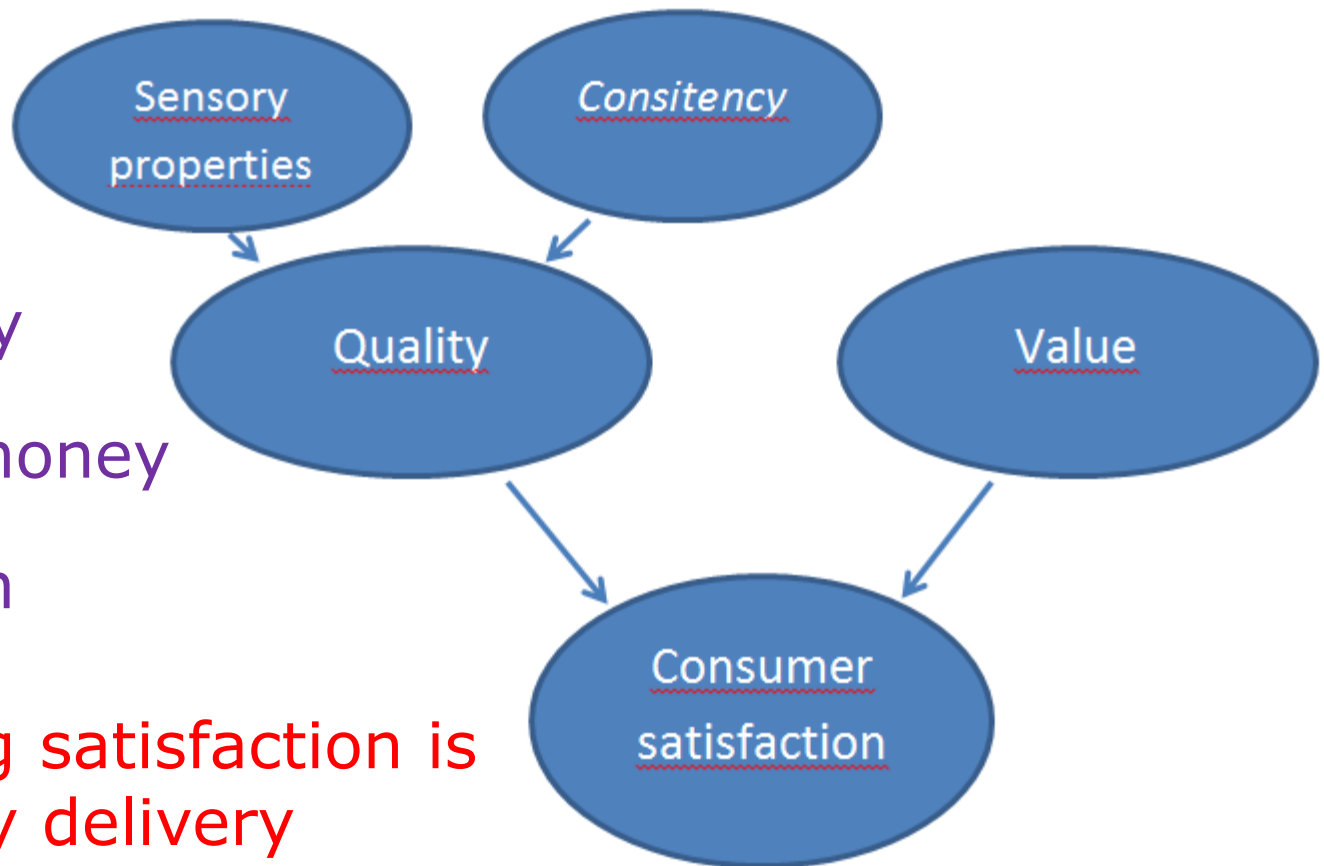 Sensory
properties
Consitency
y
Quality
Value
noney
n
Consumer
satisfaction
g satisfaction is
y delivery